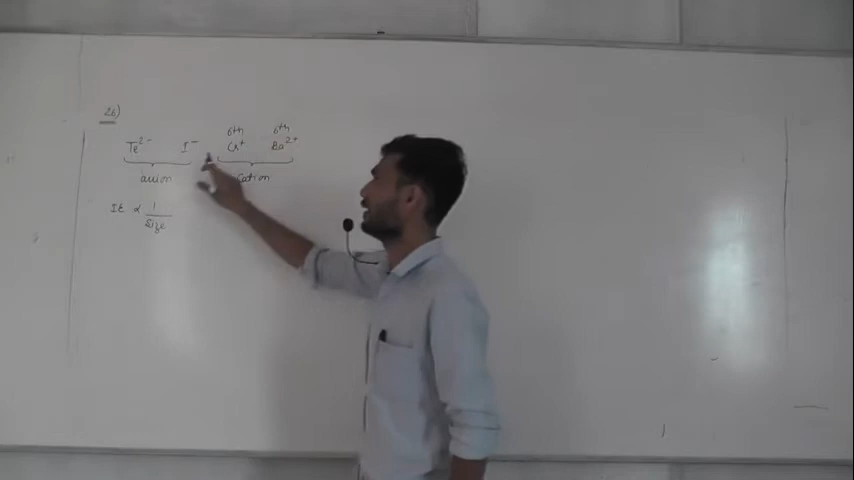 26)
6th 6th
Te²⁻ I⁻ Cs⁺ Ba²⁺
anion Cation
IE ∝ 1/Size